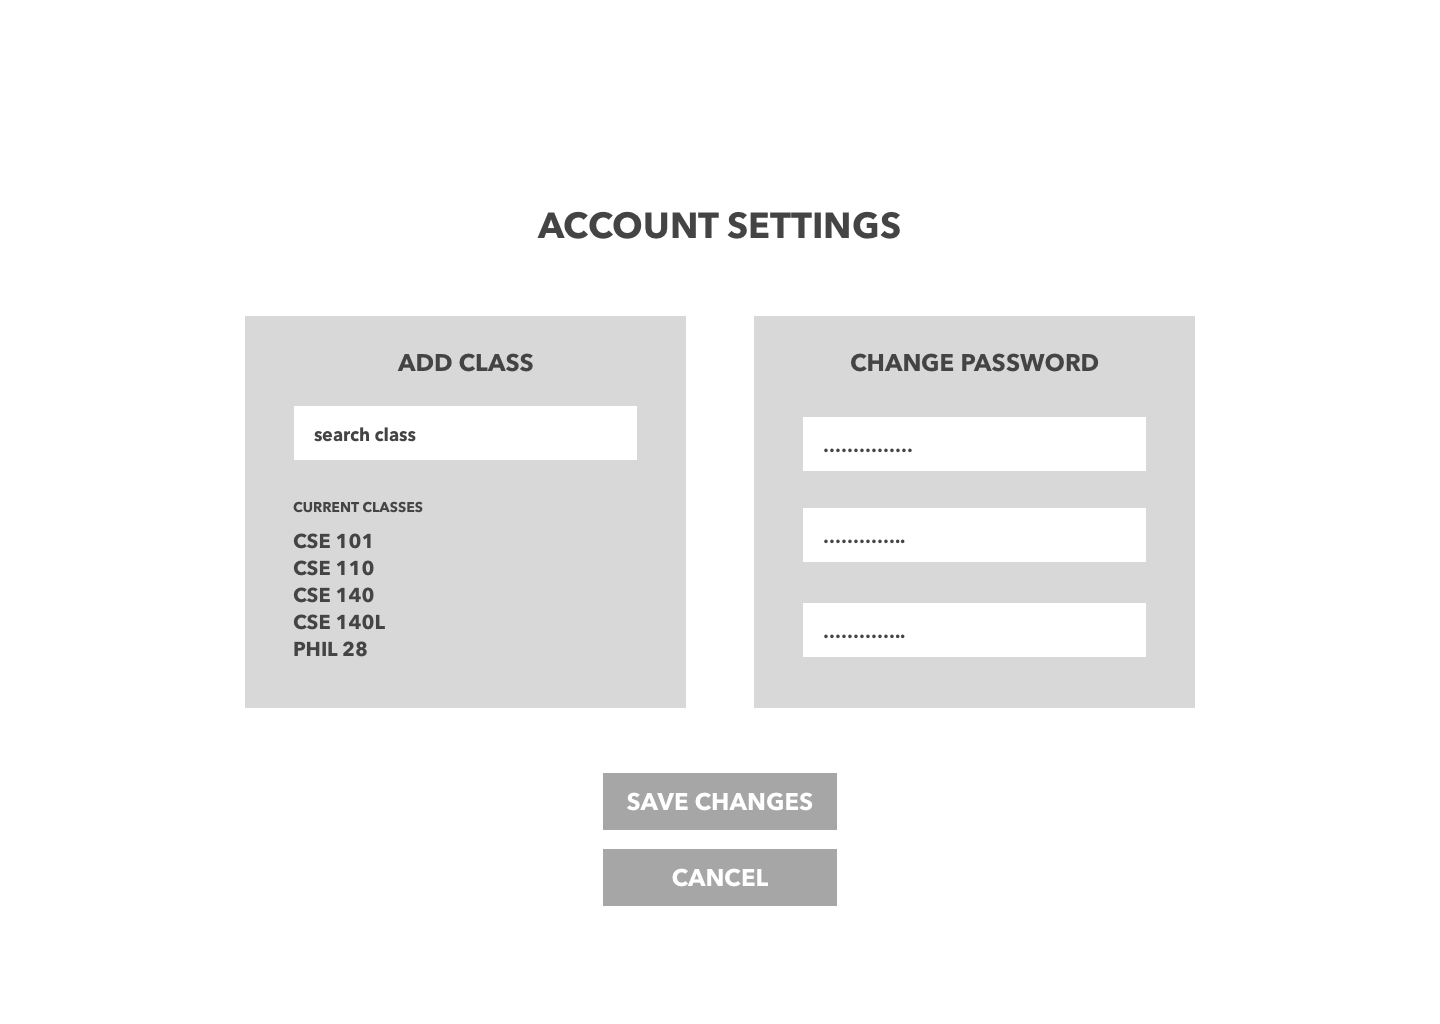 ACCOUNT SETTINGS
ADD CLASS
search class
CURRENT CLASSES
CSE 101
CSE 110
CSE 140
CSE 140L
PHIL 28
CHANGE PASSWORD
...............
..............
..............
SAVE CHANGES
CANCEL